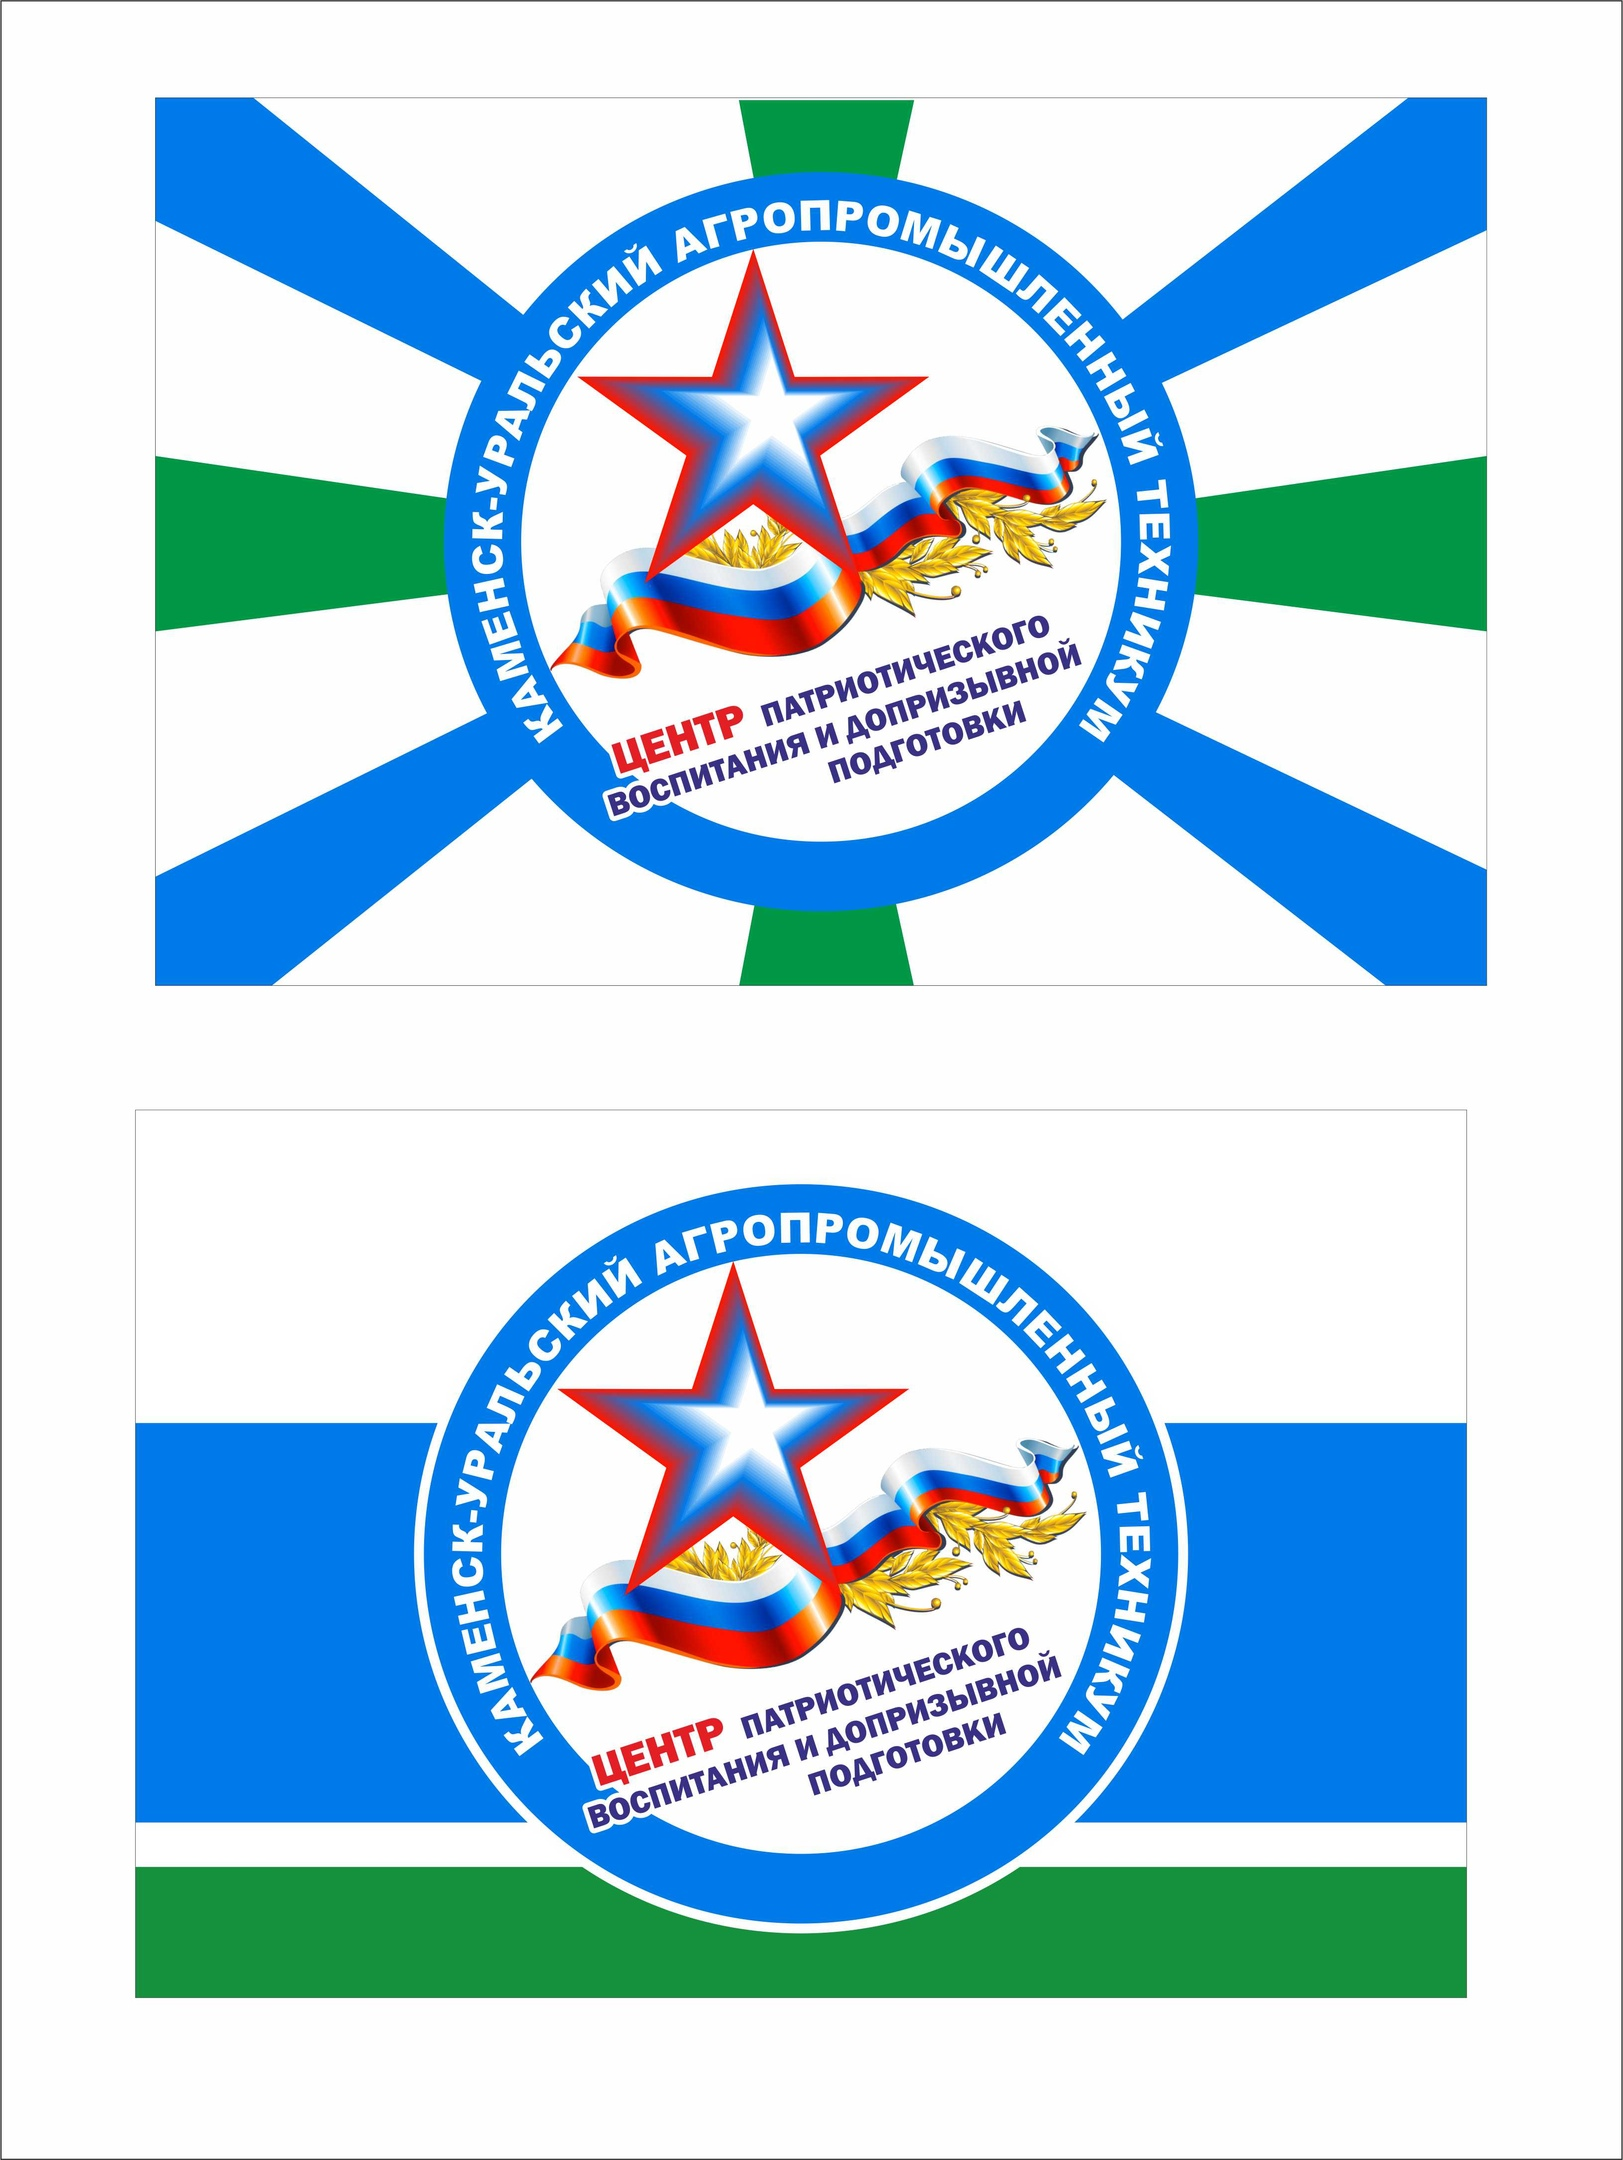 КАМЕНСК-УРАЛЬСКИЙ АГРОПРОМЫШЛЕННЫЙ ТЕХНИКУМ
ЦЕНТР ПАТРИОТИЧЕСКОГО
ВОСПИТАНИЯ И ДОПРИЗЫВНОЙ
ПОДГОТОВКИ
КАМЕНСК-УРАЛЬСКИЙ АГРОПРОМЫШЛЕННЫЙ ТЕХНИКУМ
ЦЕНТР ПАТРИОТИЧЕСКОГО
ВОСПИТАНИЯ И ДОПРИЗЫВНОЙ
ПОДГОТОВКИ